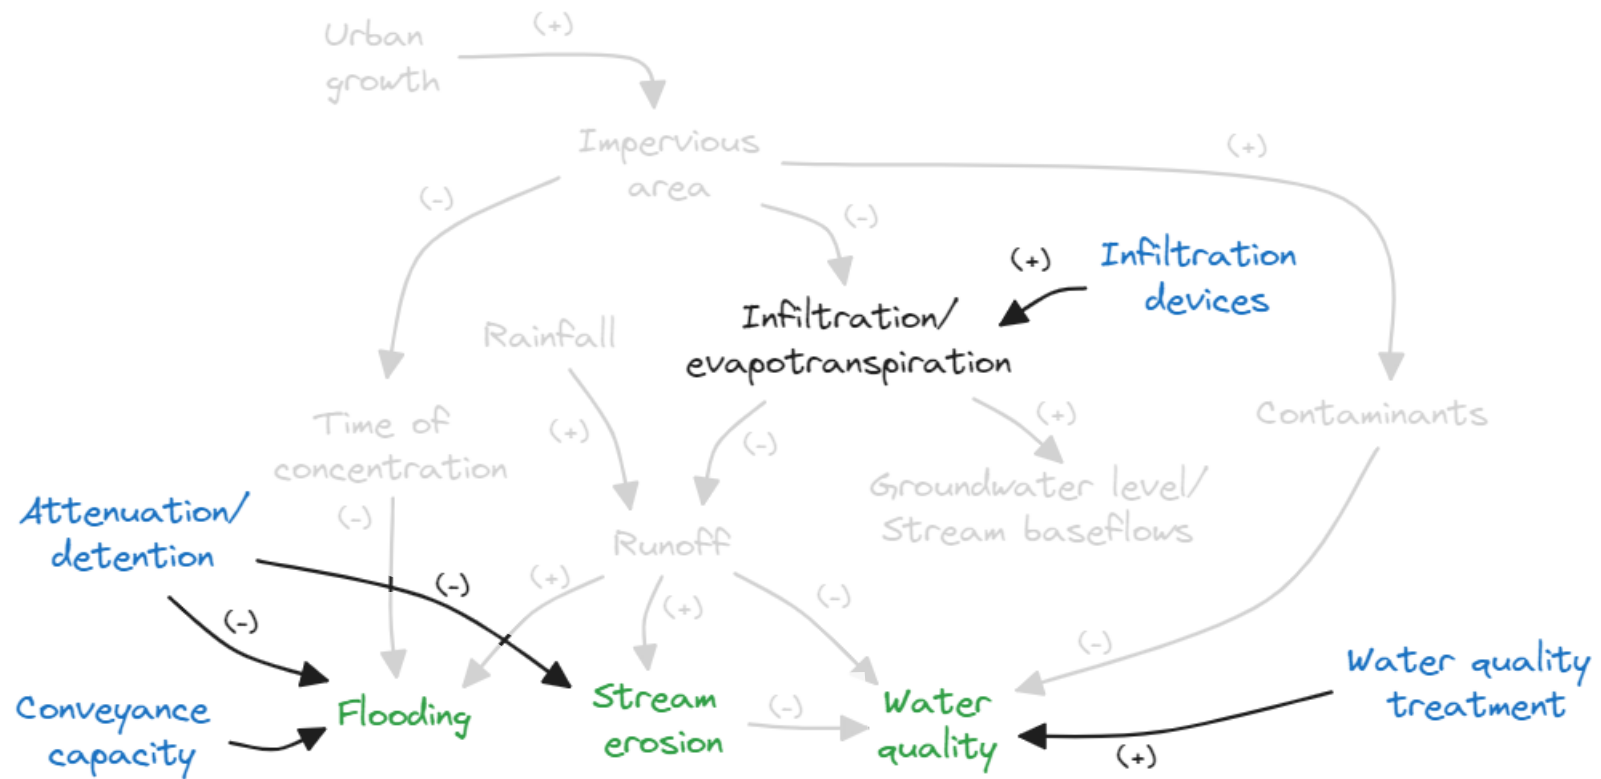 Urban
growth
(+)
Impervious
area
(+)
(-)
(-)
Infiltration
devices
(+)
Infiltration/
evapotranspiration
Rainfall
Time of
concentration
(+)
(-)
(+)
Contaminants
Groundwater level/
Stream baseflows
Attenuation/
detention
(-)
Runoff
(-)
(-)
(+)
(+)
(-)
(-)
Water quality
treatment
Conveyance
capacity
Flooding
Stream
erosion
(-)
Water
quality
(+)